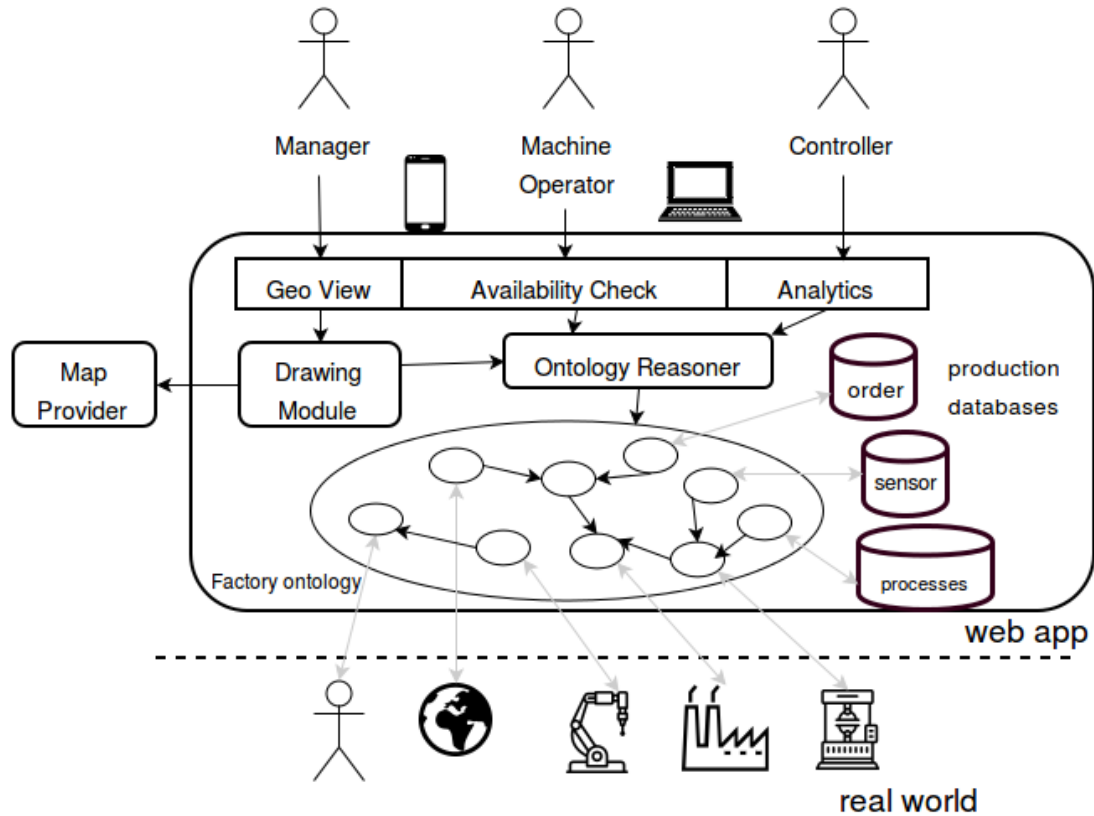 Manager
Machine
Operator
Controller
Geo View
Availability Check
Analytics
Map
Provider
Drawing
Module
Ontology Reasoner
order
production
databases
sensor
processes
Factory ontology
web app
real world